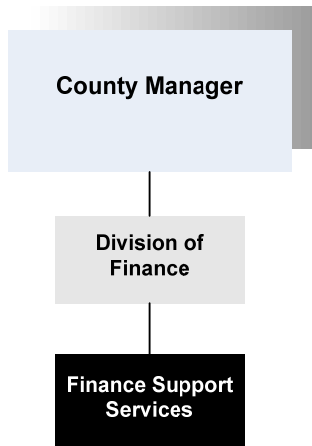 County Manager
Division of
Finance
Finance Support
Services